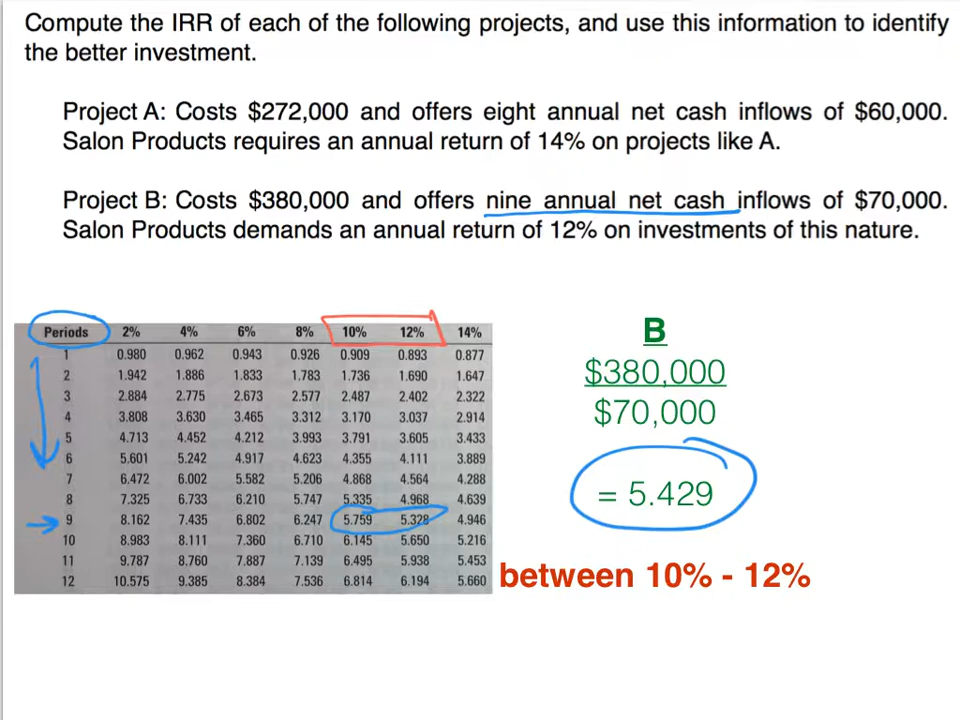 Compute the IRR of each of the following projects, and use this information to identify
the better investment.
Project A: Costs $272,000 and offers eight annual net cash inflows of $60,000.
Salon Products requires an annual return of 14% on projects like A.
Project B: Costs $380,000 and offers nine annual net cash inflows of $70,000.
Salon Products demands an annual return of 12% on investments of this nature.
Periods 2% 4% 6% 8% 10% 12% 14%
1 0.980 0.962 0.943 0.926 0.909 0.893 0.877
2 1.942 1.886 1.833 1.783 1.736 1.690 1.647
3 2.884 2.775 2.673 2.577 2.487 2.402 2.322
4 3.808 3.630 3.465 3.312 3.170 3.037 2.914
5 4.713 4.452 4.212 3.993 3.791 3.605 3.433
6 5.601 5.242 4.917 4.623 4.355 4.111 3.889
7 6.472 6.002 5.582 5.206 4.868 4.564 4.288
8 7.325 6.733 6.210 5.747 5.335 4.968 4.639
9 8.162 7.435 6.802 6.247 5.759 5.328 4.946
10 8.983 8.111 7.360 6.710 6.145 5.650 5.216
11 9.787 8.760 7.887 7.139 6.495 5.938 5.453
12 10.575 9.385 8.384 7.536 6.814 6.194 5.660
B
$380,000
$70,000
= 5.429
between 10% - 12%